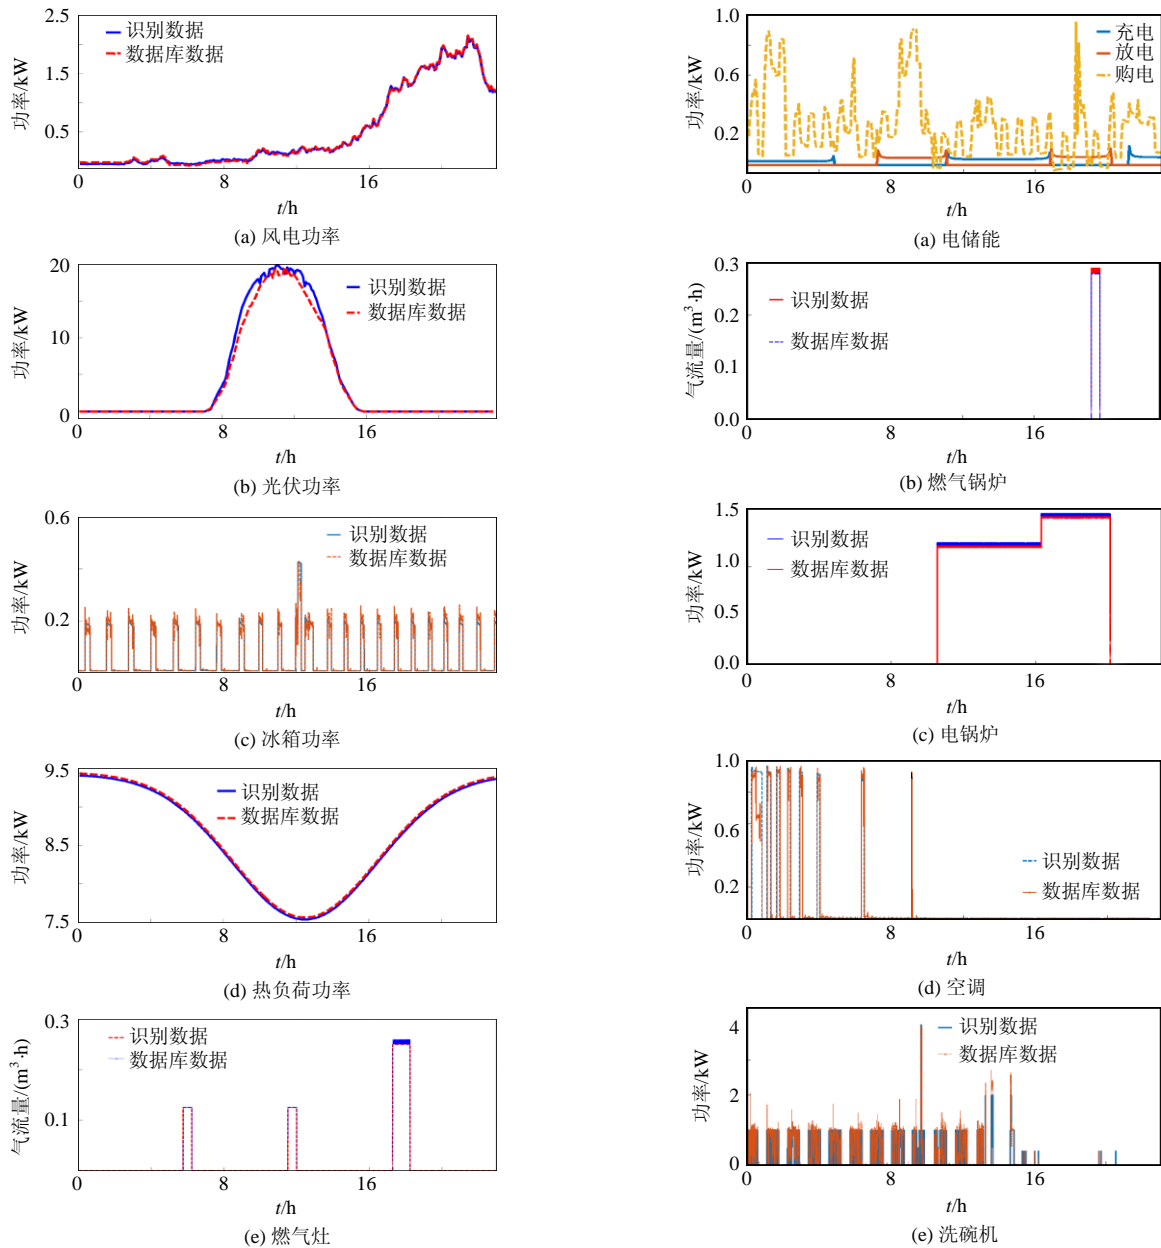 2.5
1.5
0.5
功率/kW
识别数据
数据库数据
0
8
16
t/h
(a) 风电功率
20
10
0
功率/kW
识别数据
数据库数据
0
8
16
t/h
(b) 光伏功率
0.6
0.2
功率/kW
识别数据
数据库数据
0
8
16
t/h
(c) 冰箱功率
9.5
8.5
7.5
功率/kW
识别数据
数据库数据
0
8
16
t/h
(d) 热负荷功率
0.3
0.1
气流量/(m³·h)
识别数据
数据库数据
0
8
16
t/h
(e) 燃气灶
1.0
0.6
0.2
功率/kW
充电
放电
购电
0
8
16
t/h
(a) 电储能
0.3
0.2
0.1
0.0
气流量/(m³·h)
识别数据
数据库数据
0
8
16
t/h
(b) 燃气锅炉
1.5
1.0
0.5
0.0
功率/kW
识别数据
数据库数据
0
8
16
t/h
(c) 电锅炉
1.0
0.6
0.2
功率/kW
识别数据
数据库数据
0
8
16
t/h
(d) 空调
4
2
0
功率/kW
识别数据
数据库数据
0
8
16
t/h
(e) 洗碗机